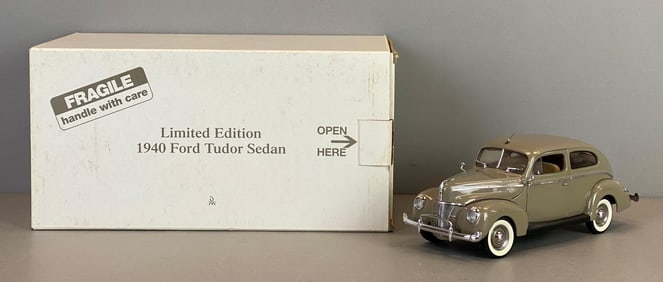 FRAGILE
handle with care
Limited Edition
1940 Ford Tudor Sedan
OPEN
HERE